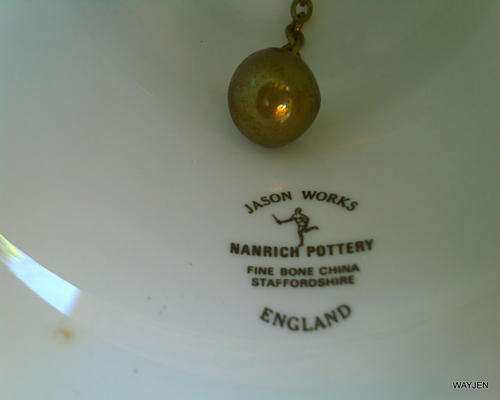 JASON WORKS
NANRICH POTTERY
FINE BONE CHINA
STAFFORDSHIRE
ENGLAND
WAYJEN